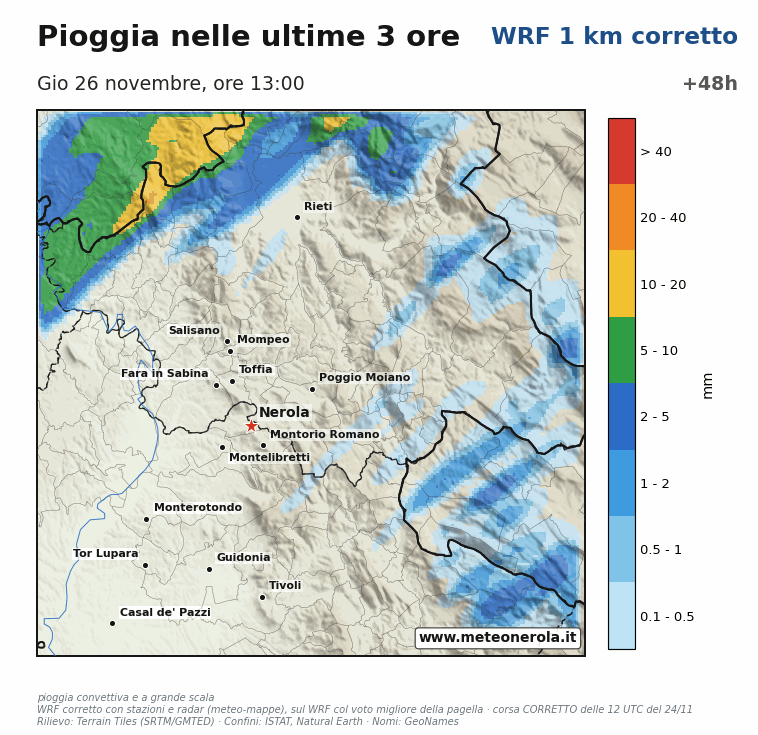 Pioggia nelle ultime 3 ore
WRF 1 km corretto
Gio 26 novembre, ore 13:00
+48h
Rieti
Salisano
Mompeo
Fara in Sabina
Toffia
Poggio Moiano
Nerola
Montorio Romano
Montelibretti
Monterotondo
Tor Lupara
Guidonia
Tivoli
Casal de' Pazzi
www.meteonerola.it
> 40
20 - 40
10 - 20
5 - 10
2 - 5
1 - 2
0.5 - 1
0.1 - 0.5
mm
pioggia convettiva e a grande scala
WRF corretto con stazioni e radar (meteo-mappe), sul WRF col voto migliore della pagella · corsa CORRETTO delle 12 UTC del 24/11
Rilievo: Terrain Tiles (SRTM/GMTED) · Confini: ISTAT, Natural Earth · Nomi: GeoNames